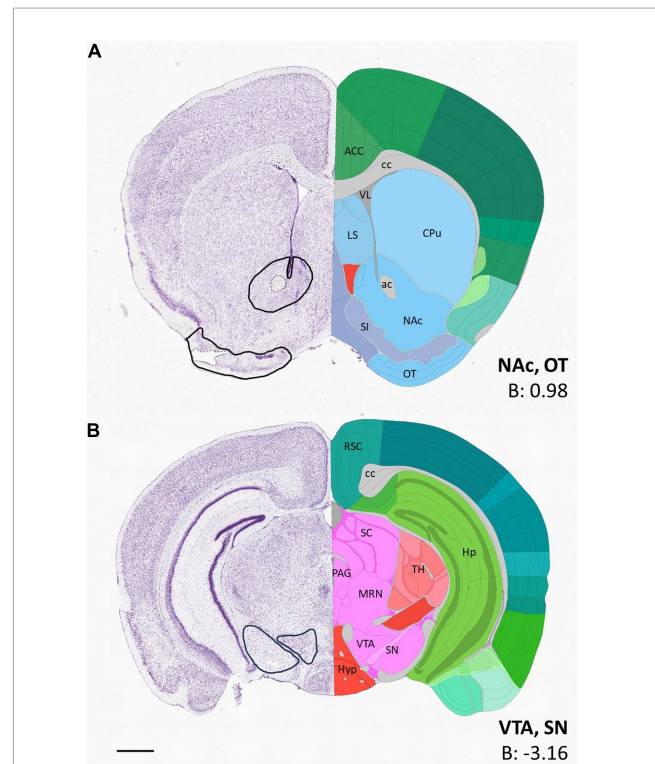 A
ACC
cc
VL
LS
CPu
ac
SI
NAc
OT
NAc, OT
B: 0.98
B
RSC
cc
SC
Hp
PAG
TH
MRN
VTA
SN
Hyp
VTA, SN
B: -3.16